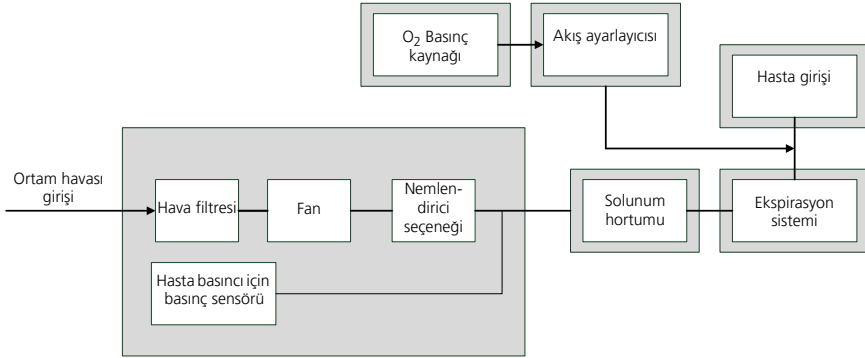 O₂ Basınç
kaynağı
Akış ayarlayıcısı
Hasta girişi
Ortam havası
girişi
Hava filtresi
Fan
Nemlen-
dirici
seçeneği
Solunum
hortumu
Ekspirasyon
sistemi
Hasta basıncı için
basınç sensörü